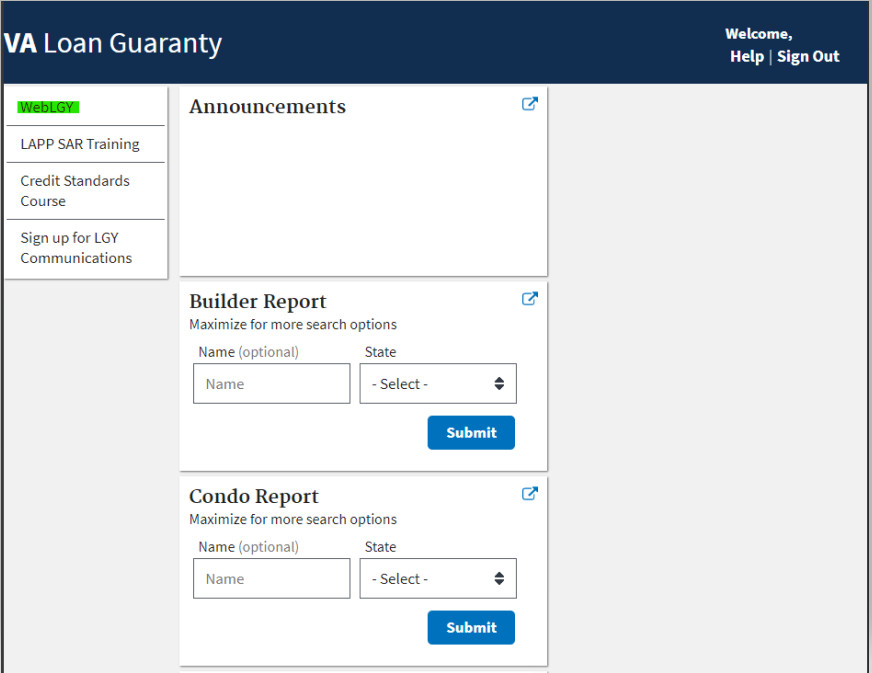 VA Loan Guaranty
Welcome,
Help | Sign Out
WebLGY
LAPP SAR Training
Credit Standards
Course
Sign up for LGY
Communications
Announcements
Builder Report
Maximize for more search options
Name (optional) State
Name - Select -
Submit
Condo Report
Maximize for more search options
Name (optional) State
Name - Select -
Submit